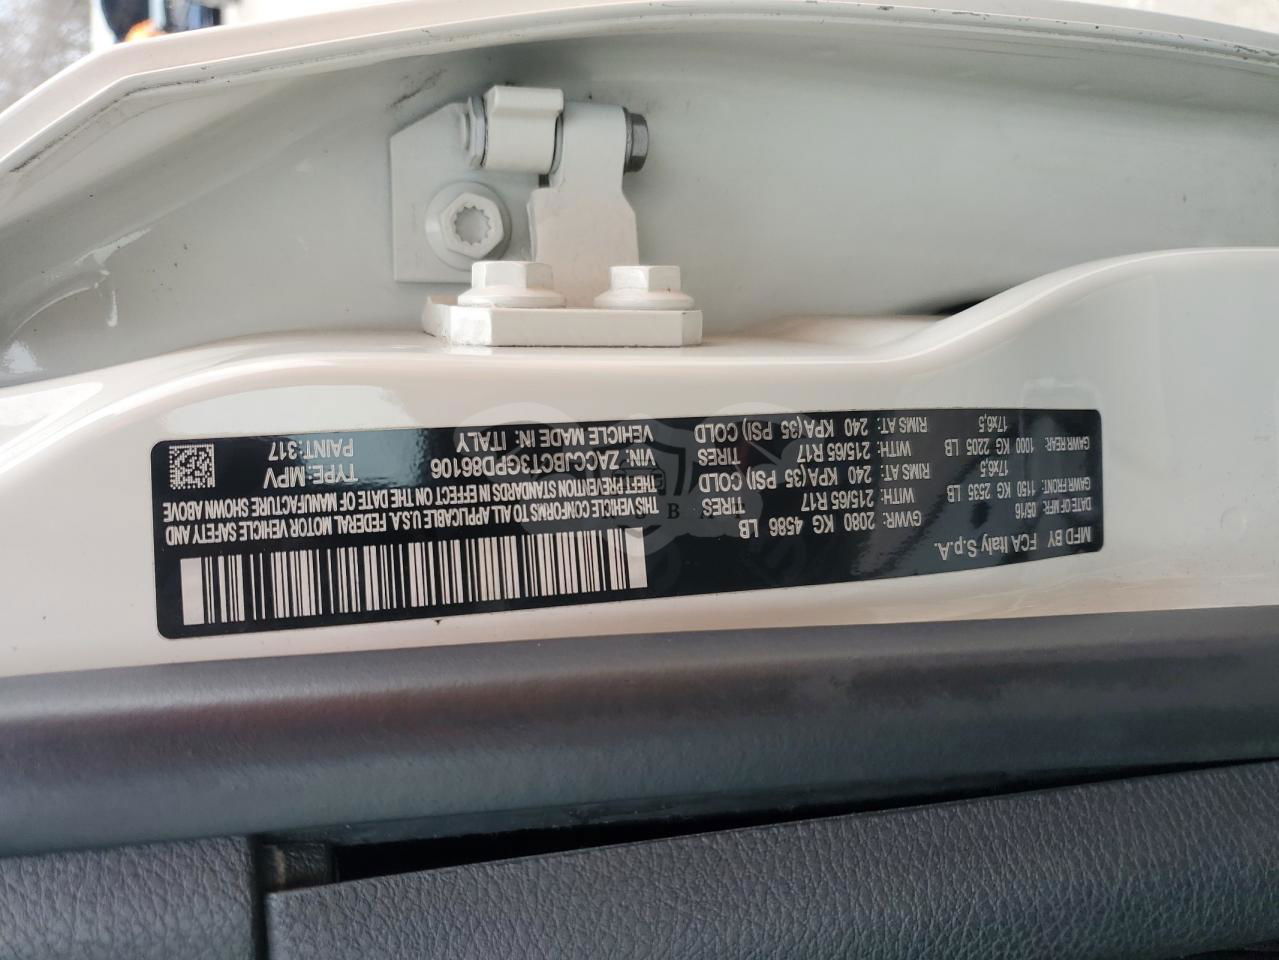 MFD BY FCA Italy S.p.A.
DATE OF MFR: 05/16 GVWR: 2080 KG 4586 LB
GAWR FRONT: 1150 KG 2535 LB WITH: 215/65 R17 TIRES
17x6,5 RIMS AT: 240 KPA(35 PSI) COLD
GAWR REAR: 1000 KG 2205 LB WITH: 215/65 R17 TIRES
17x6,5 RIMS AT: 240 KPA(35 PSI) COLD
THIS VEHICLE CONFORMS TO ALL APPLICABLE U.S.A. FEDERAL MOTOR VEHICLE SAFETY AND
THEFT PREVENTION STANDARDS IN EFFECT ON THE DATE OF MANUFACTURE SHOWN ABOVE
VIN: ZACCJBCT3GPD86106 TYPE: MPV
VEHICLE MADE IN: ITALY PAINT: 317